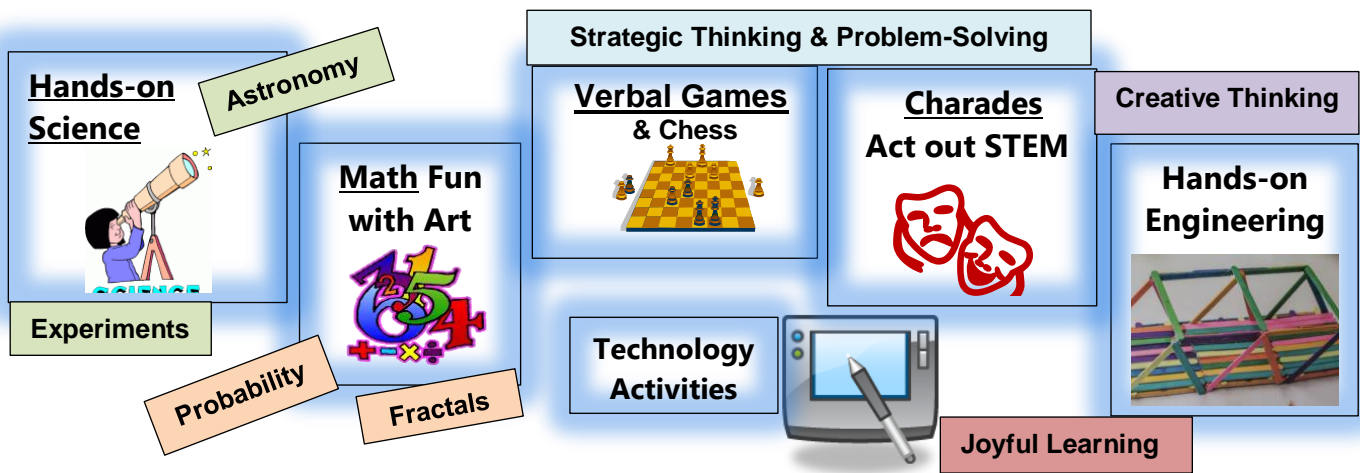 Hands-on
Science
Astronomy
Experiments
Math Fun
with Art
Probability
Fractals
Strategic Thinking & Problem-Solving
Verbal Games
& Chess
Charades
Act out STEM
Technology
Activities
Creative Thinking
Hands-on
Engineering
Joyful Learning